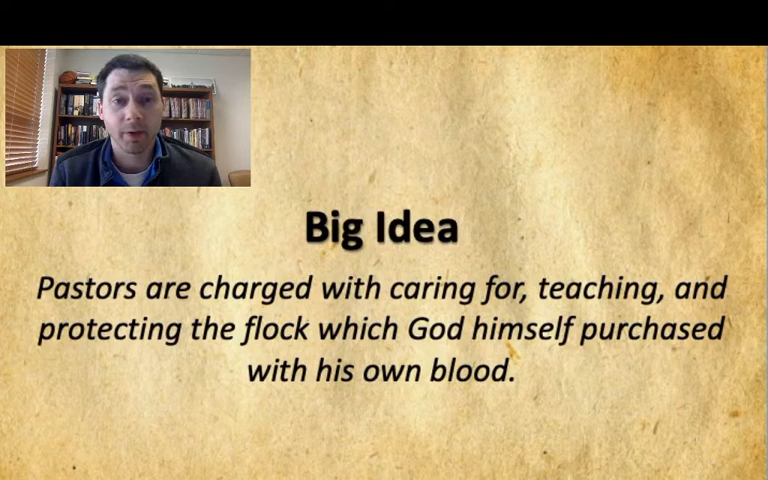 Big Idea
Pastors are charged with caring for, teaching, and
protecting the flock which God himself purchased
with his own blood.